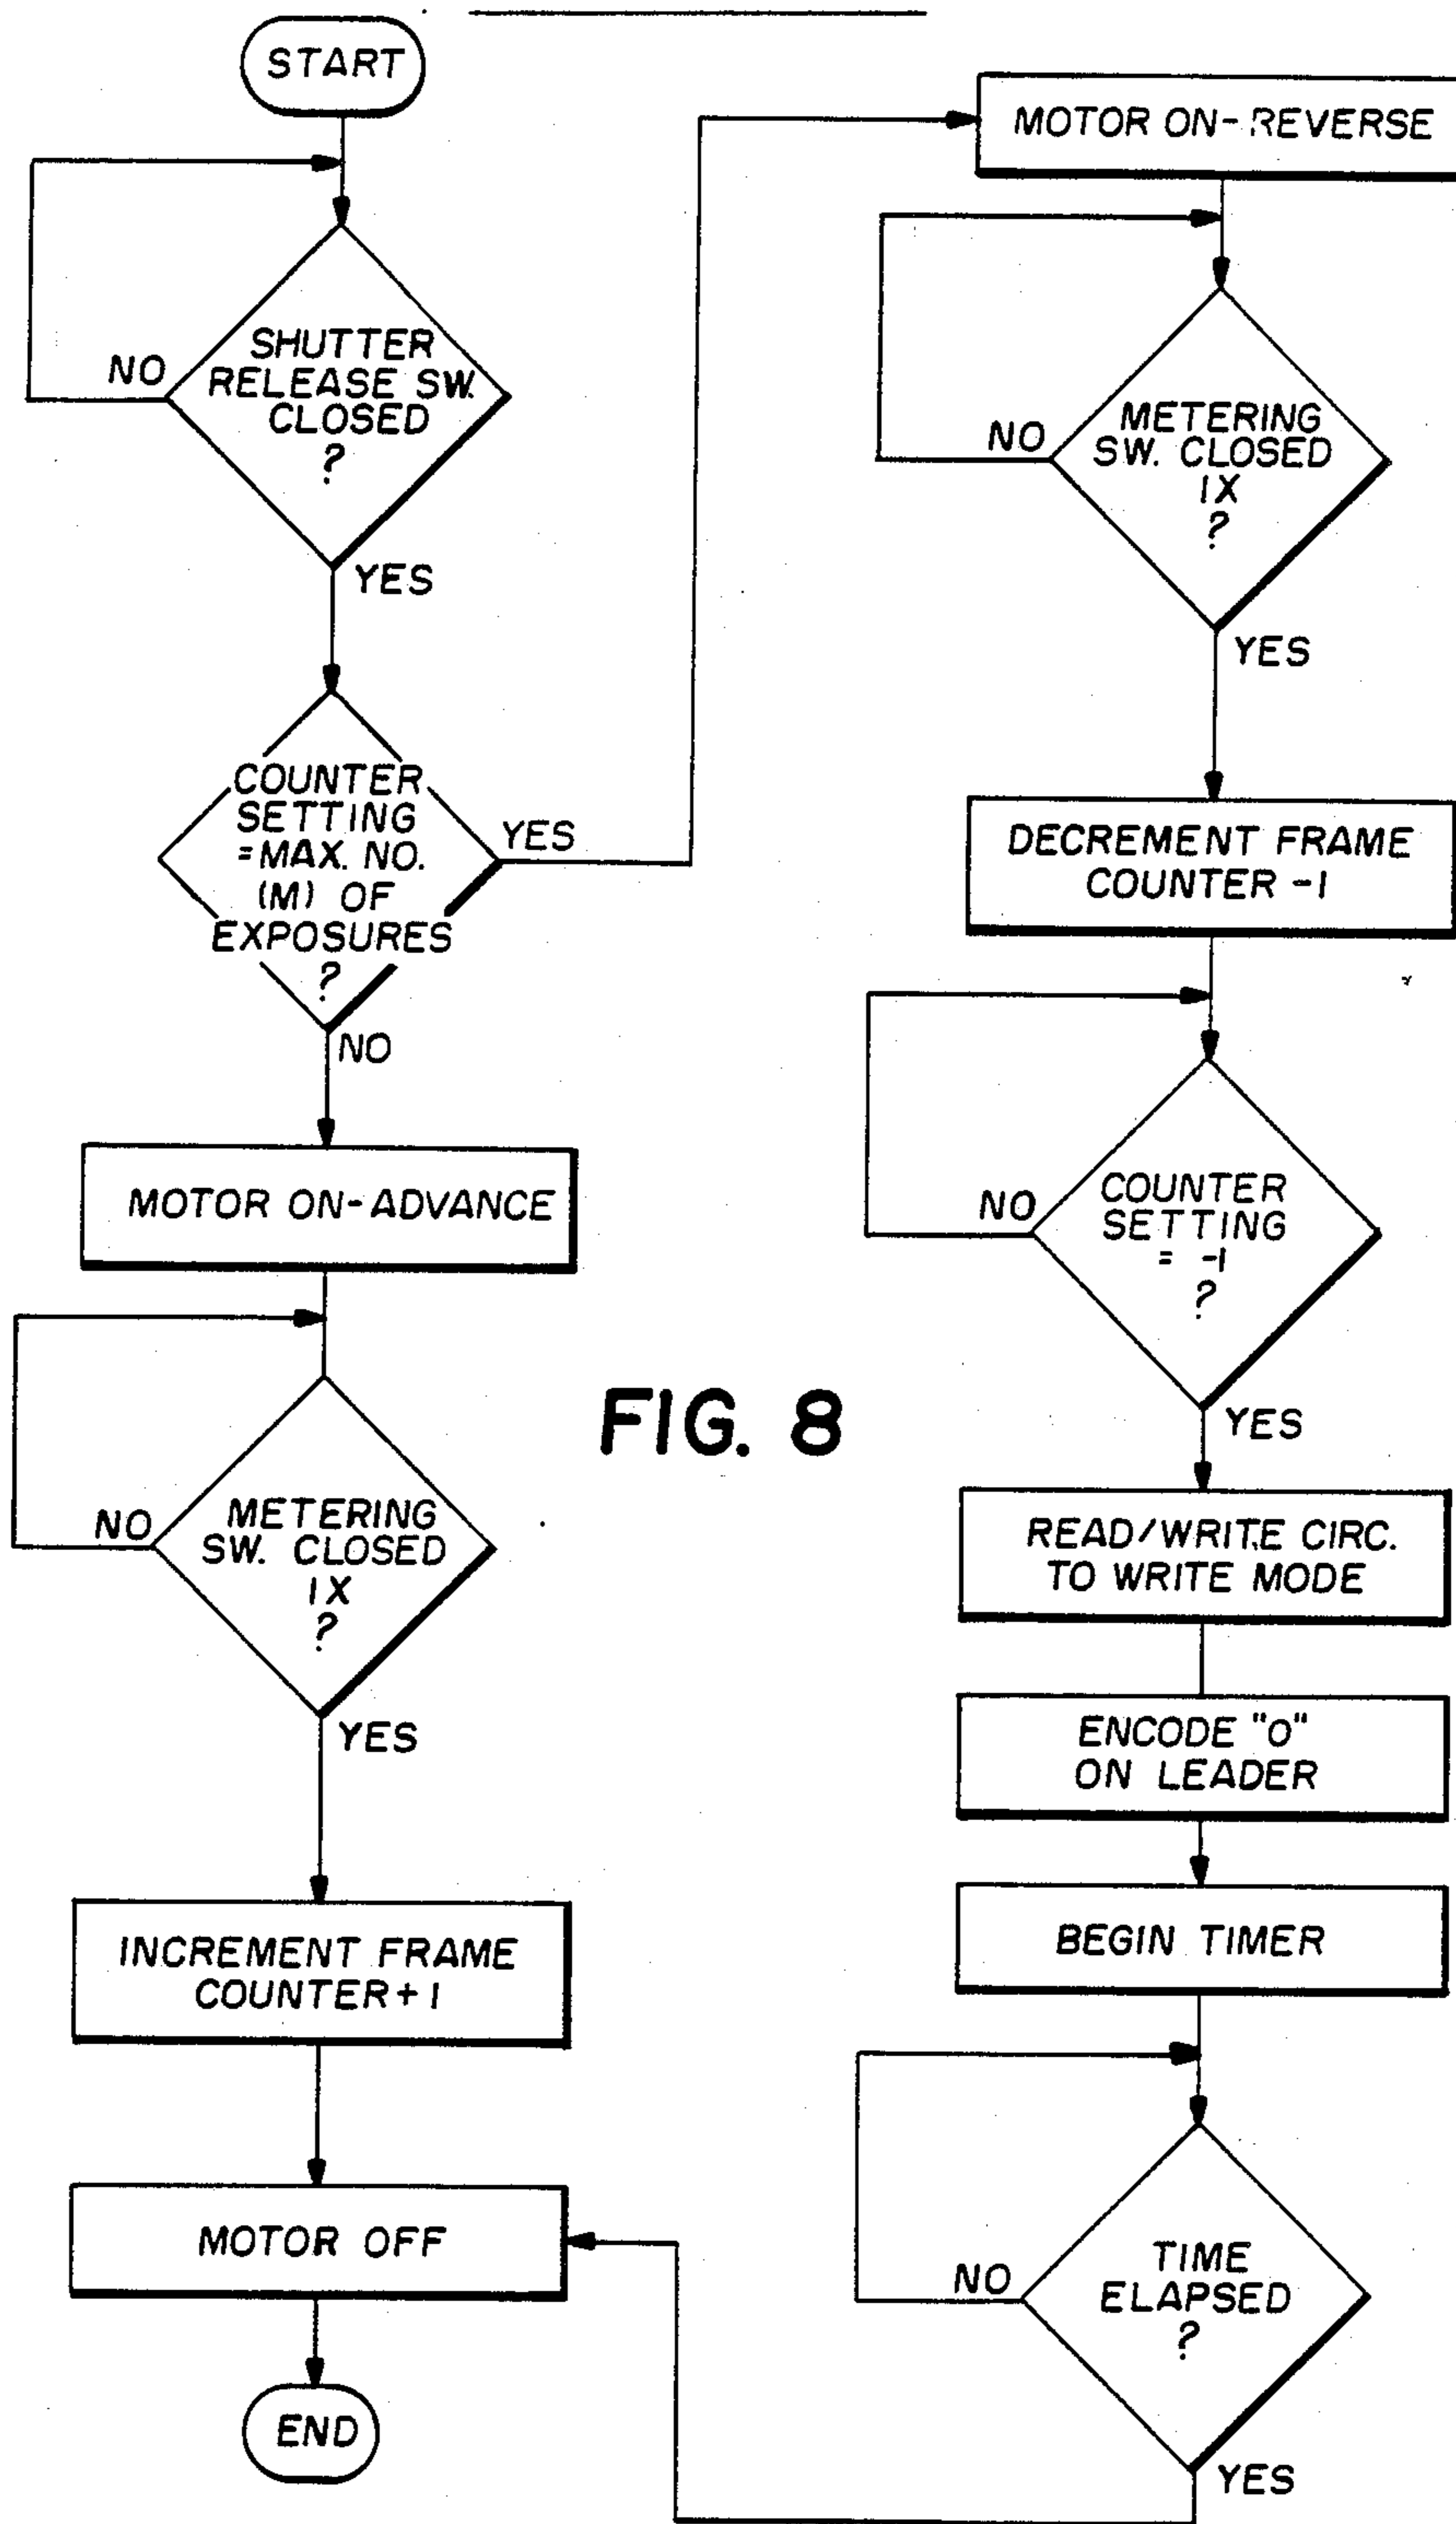 START
NO
SHUTTER
RELEASE SW.
CLOSED
?
YES
COUNTER
SETTING
=MAX. NO.
(M) OF
EXPOSURES
?
YES
NO
MOTOR ON-ADVANCE
NO
METERING
SW. CLOSED
1X
?
YES
INCREMENT FRAME
COUNTER+1
MOTOR OFF
END
FIG. 8
MOTOR ON-REVERSE
NO
METERING
SW. CLOSED
1X
?
YES
DECREMENT FRAME
COUNTER -1
NO
COUNTER
SETTING
= -1
?
YES
READ/WRITE CIRC.
TO WRITE MODE
ENCODE "0"
ON LEADER
BEGIN TIMER
NO
TIME
ELAPSED
?
YES